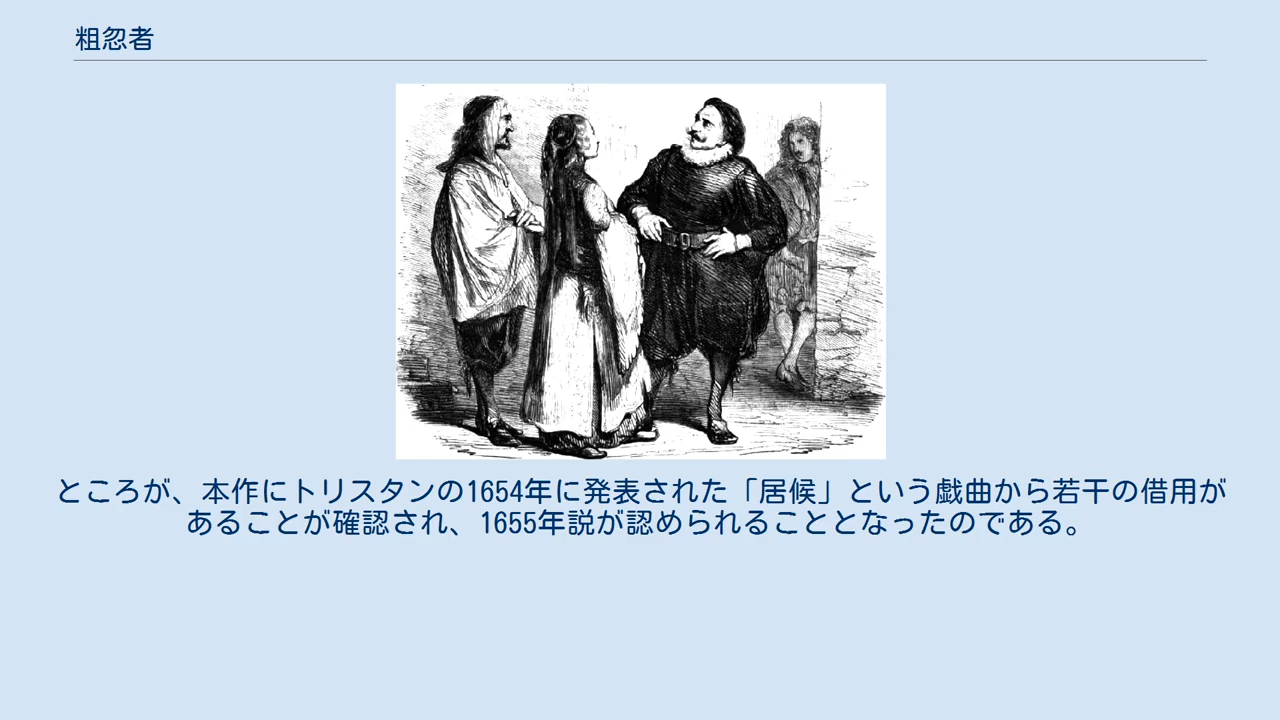 粗忽者
ところが、本作にトリスタンの1654年に発表された「居候」という戯曲から若干の借用が
あることが確認され、1655年説が認められることとなったのである。